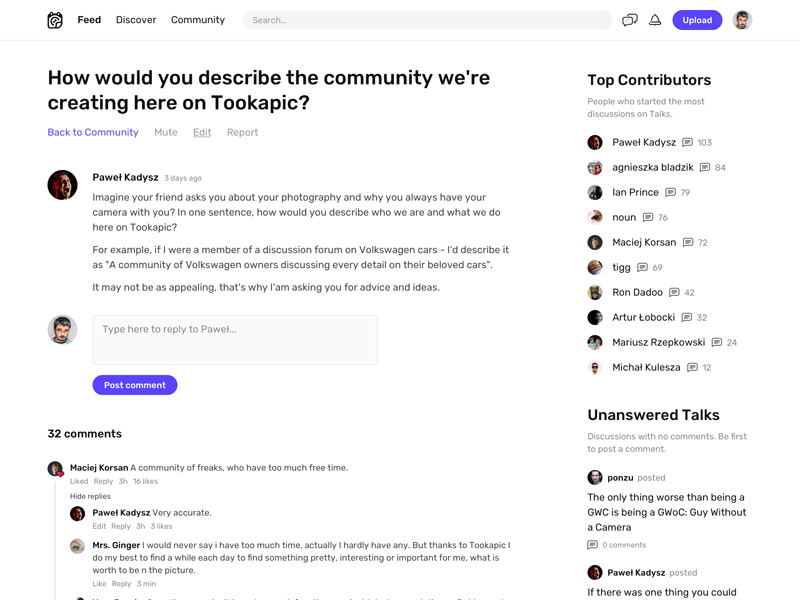 Feed Discover Community Search... Upload
How would you describe the community we're
creating here on Tookapic?
Back to Community Mute Edit Report
Paweł Kadysz 3 days ago
Imagine your friend asks you about your photography and why you always have your
camera with you? In one sentence, how would you describe who we are and what we do
here on Tookapic?
For example, if I were a member of a discussion forum on Volkswagen cars - I'd describe it
as "A community of Volkswagen owners discussing every detail on their beloved cars".
It may not be as appealing, that's why I'am asking you for advice and ideas.
Type here to reply to Paweł...
Post comment
32 comments
Maciej Korsan A community of freaks, who have too much free time.
Liked Reply 3h 16 likes
Hide replies
Paweł Kadysz Very accurate.
Edit Reply 3h 3 likes
Mrs. Ginger I would never say i have too much time, actually I hardly have any. But thanks to Tookapic I
do my best to find a while each day to find something pretty, interesting or important for me, what is
worth to be n the picture.
Like Reply 3 min
Top Contributors
People who started the most
discussions on Talks.
Paweł Kadysz 103
agnieszka bladzik 84
Ian Prince 79
noun 76
Maciej Korsan 72
tigg 69
Ron Dadoo 42
Artur Łobocki 32
Mariusz Rzepkowski 24
Michał Kulesza 12
Unanswered Talks
Discussions with no comments. Be first
to post a comment.
ponzu posted
The only thing worse than being a
GWC is being a GWoC: Guy Without
a Camera
0 comments
Paweł Kadysz posted
If there was one thing you could